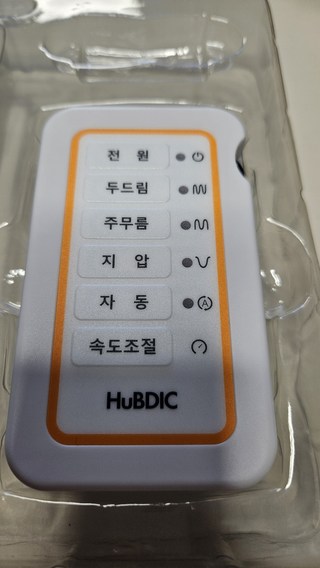 전 원
두드림
주무름
지 압
자 동
속도조절
HuBDIC